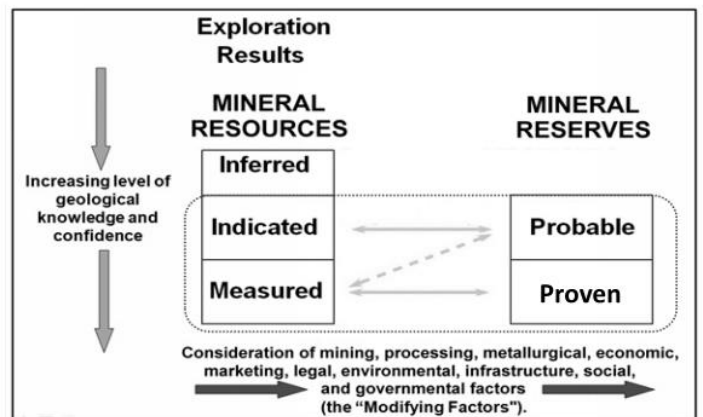 Exploration
Results
MINERAL
RESOURCES
MINERAL
RESERVES
Inferred
Increasing level of
geological
knowledge and
confidence
Indicated
Probable
Measured
Proven
Consideration of mining, processing, metallurgical, economic,
marketing, legal, environmental, infrastructure, social,
and governmental factors
(the “Modifying Factors").